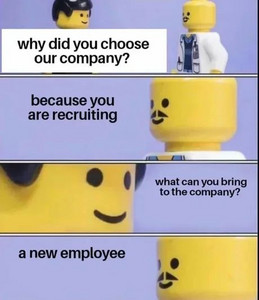 why did you choose
our company?
because you
are recruiting
what can you bring
to the company?
a new employee